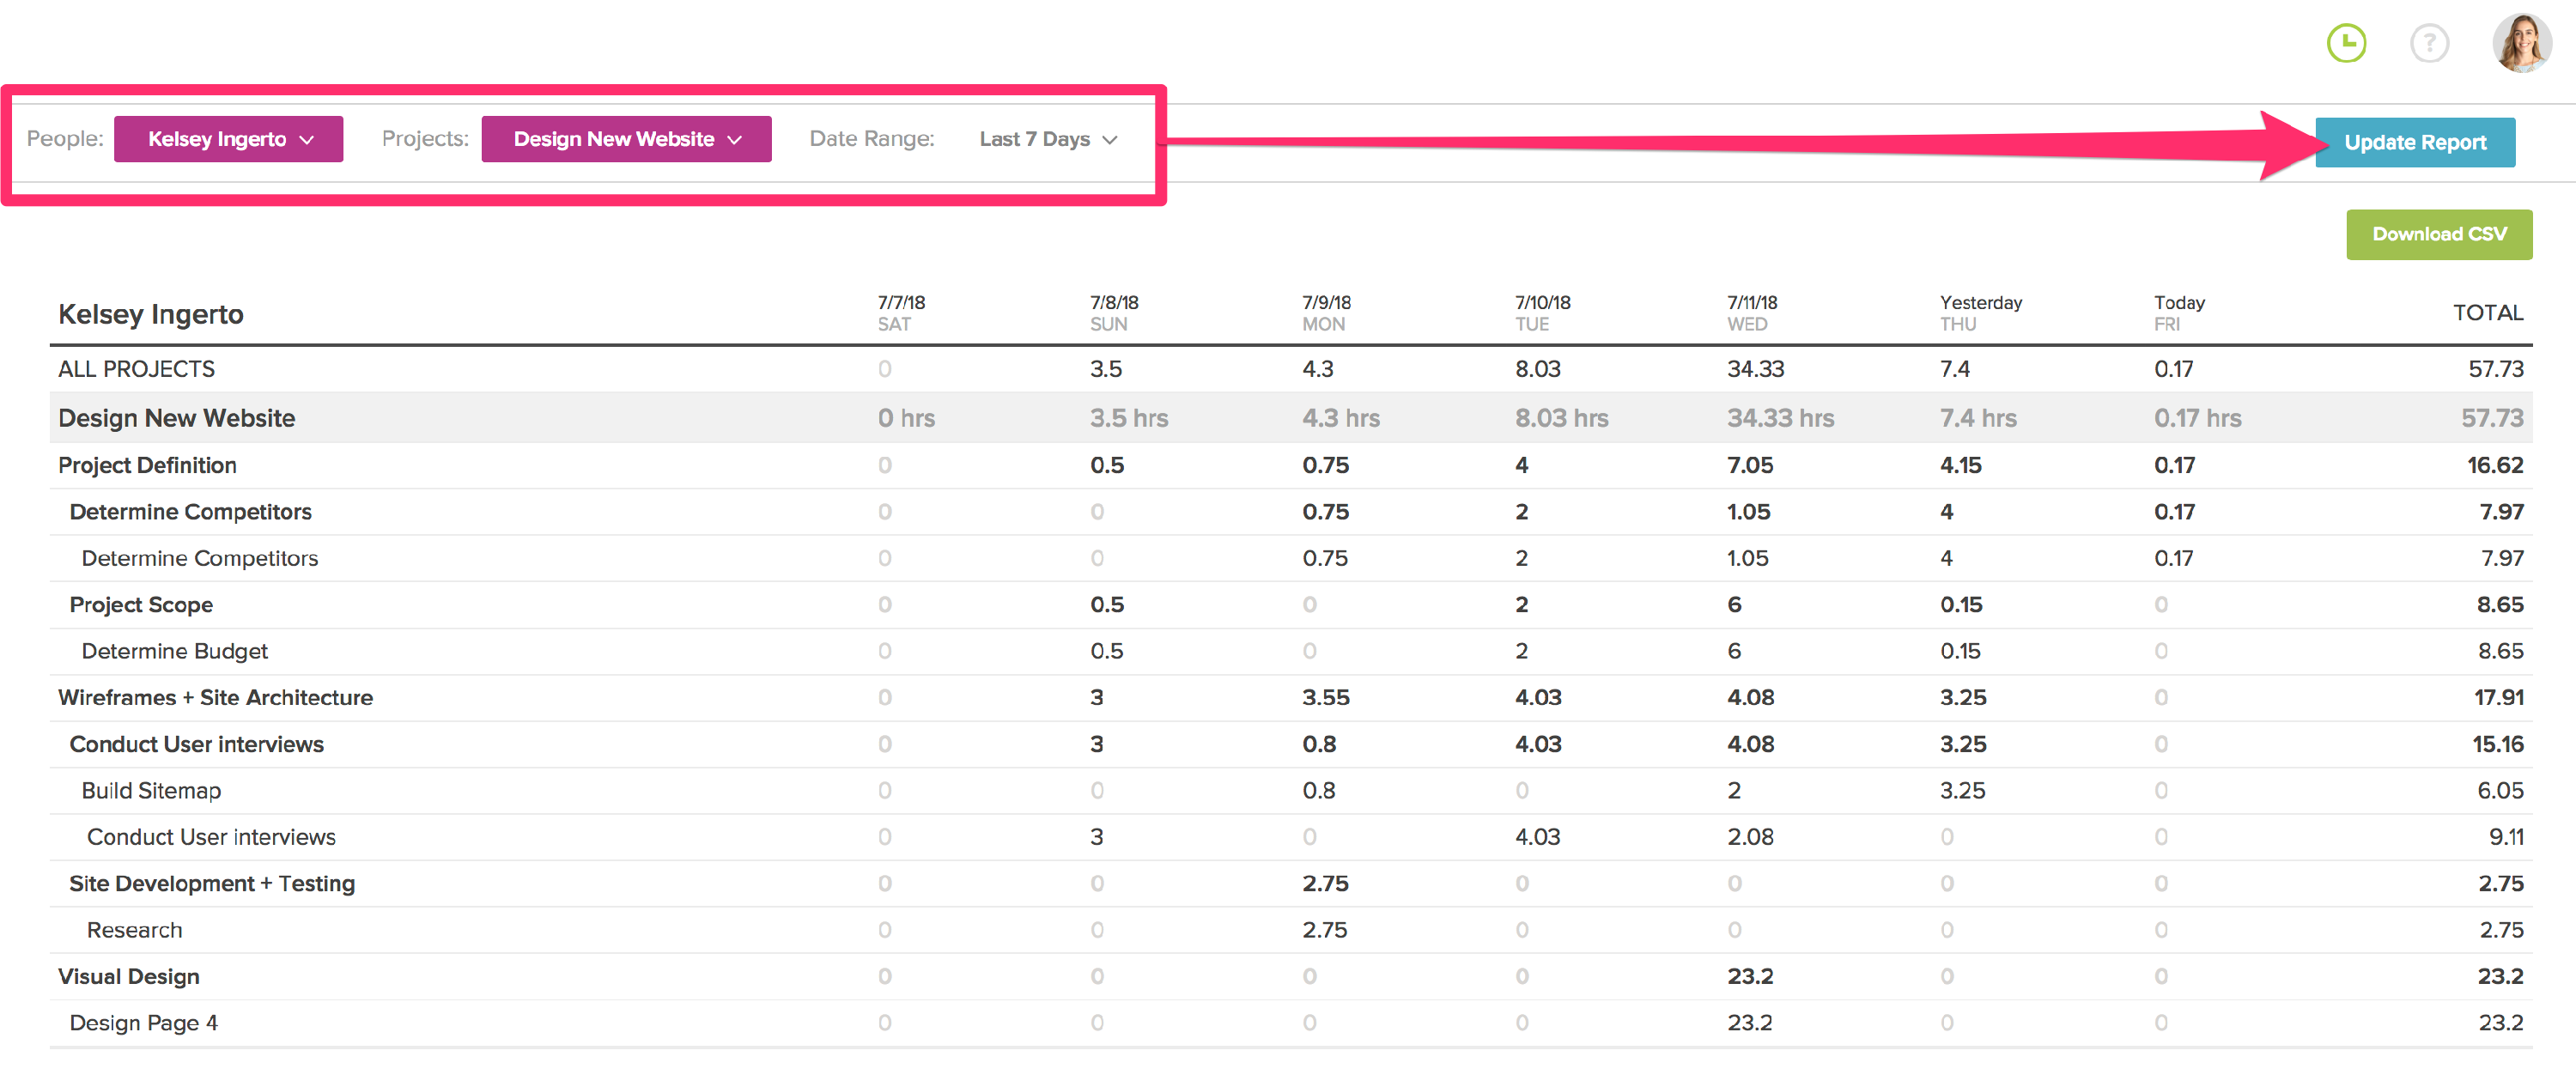 ?
People: Kelsey Ingerto Projects: Design New Website Date Range: Last 7 Days Update Report
Download CSV
Kelsey Ingerto 7/7/18 7/8/18 7/9/18 7/10/18 7/11/18 Yesterday Today TOTAL
SAT SUN MON TUE WED THU FRI
ALL PROJECTS 0 3.5 4.3 8.03 34.33 7.4 0.17 57.73
Design New Website 0 hrs 3.5 hrs 4.3 hrs 8.03 hrs 34.33 hrs 7.4 hrs 0.17 hrs 57.73
Project Definition 0 0.5 0.75 4 7.05 4.15 0.17 16.62
Determine Competitors 0 0 0.75 2 1.05 4 0.17 7.97
Determine Competitors 0 0 0.75 2 1.05 4 0.17 7.97
Project Scope 0 0.5 0 2 6 0.15 0 8.65
Determine Budget 0 0.5 0 2 6 0.15 0 8.65
Wireframes + Site Architecture 0 3 3.55 4.03 4.08 3.25 0 17.91
Conduct User interviews 0 3 0.8 4.03 4.08 3.25 0 15.16
Build Sitemap 0 0 0.8 0 2 3.25 0 6.05
Conduct User interviews 0 3 0 4.03 2.08 0 0 9.11
Site Development + Testing 0 0 2.75 0 0 0 0 2.75
Research 0 0 2.75 0 0 0 0 2.75
Visual Design 0 0 0 0 23.2 0 0 23.2
Design Page 4 0 0 0 0 23.2 0 0 23.2